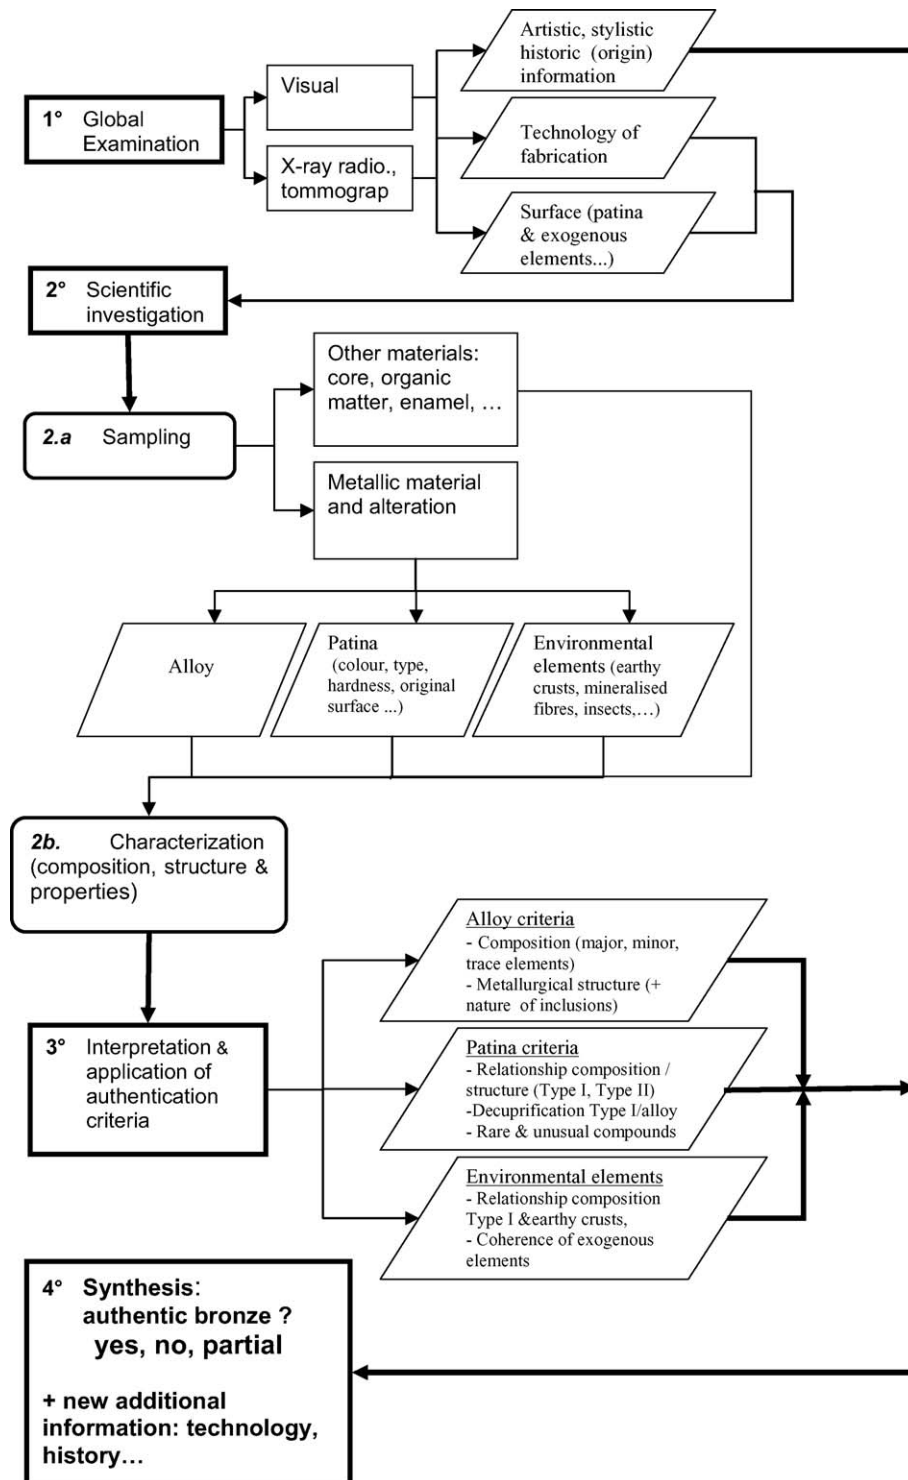 Artistic, stylistic
historic (origin)
information
Visual
1° Global
Examination
Technology of
fabrication
X-ray radio.,
tommograp
Surface (patina
& exogenous
elements...)
2° Scientific
investigation
Other materials:
core, organic
matter, enamel, …
2.a Sampling
Metallic material
and alteration
Alloy
Patina
(colour, type,
hardness, original
surface ...)
Environmental
elements (earthy
crusts, mineralised
fibres, insects,…)
2b. Characterization
(composition, structure &
properties)
Alloy criteria
- Composition (major, minor,
trace elements)
- Metallurgical structure (+
nature of inclusions)
3° Interpretation &
application of
authentication
criteria
Patina criteria
- Relationship composition /
structure (Type I, Type II)
-Decuprification Type I/alloy
- Rare & unusual compounds
Environmental elements
- Relationship composition
Type I &earthy crusts,
- Coherence of exogenous
elements
4° Synthesis:
authentic bronze ?
yes, no, partial
+ new additional
information: technology,
history…